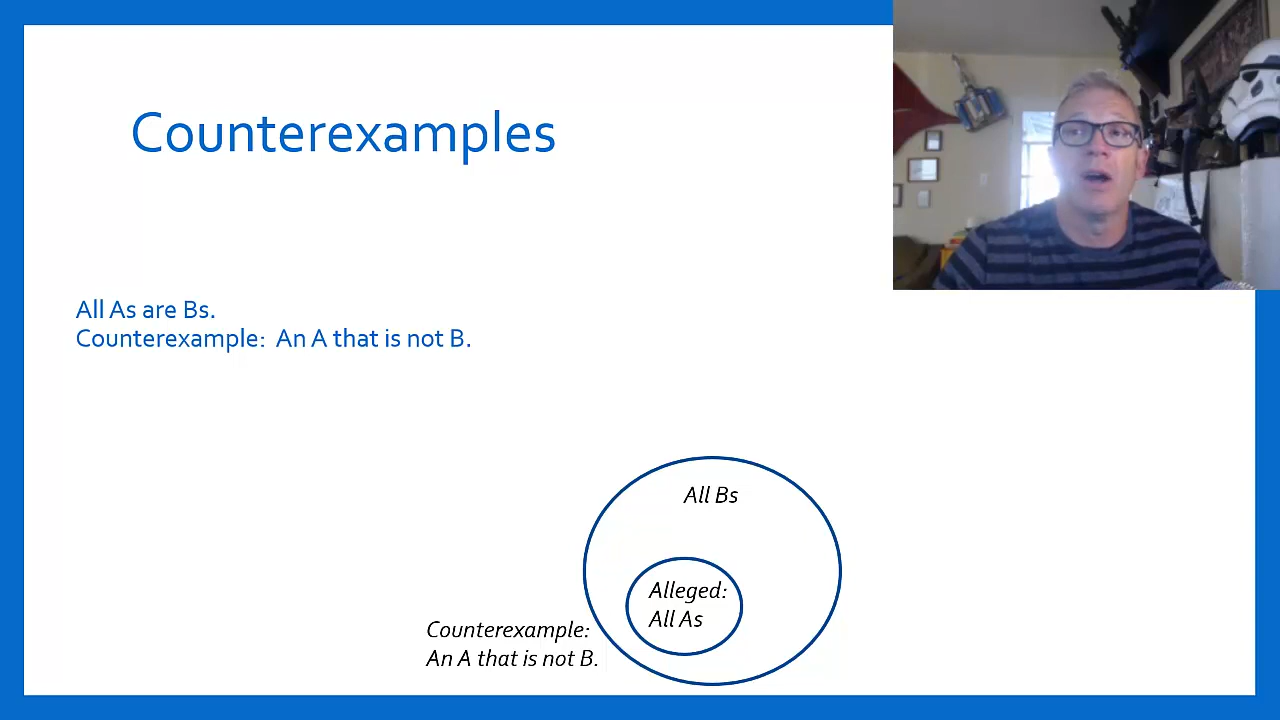 Counterexamples
All As are Bs.
Counterexample: An A that is not B.
All Bs
Alleged:
All As
Counterexample:
An A that is not B.